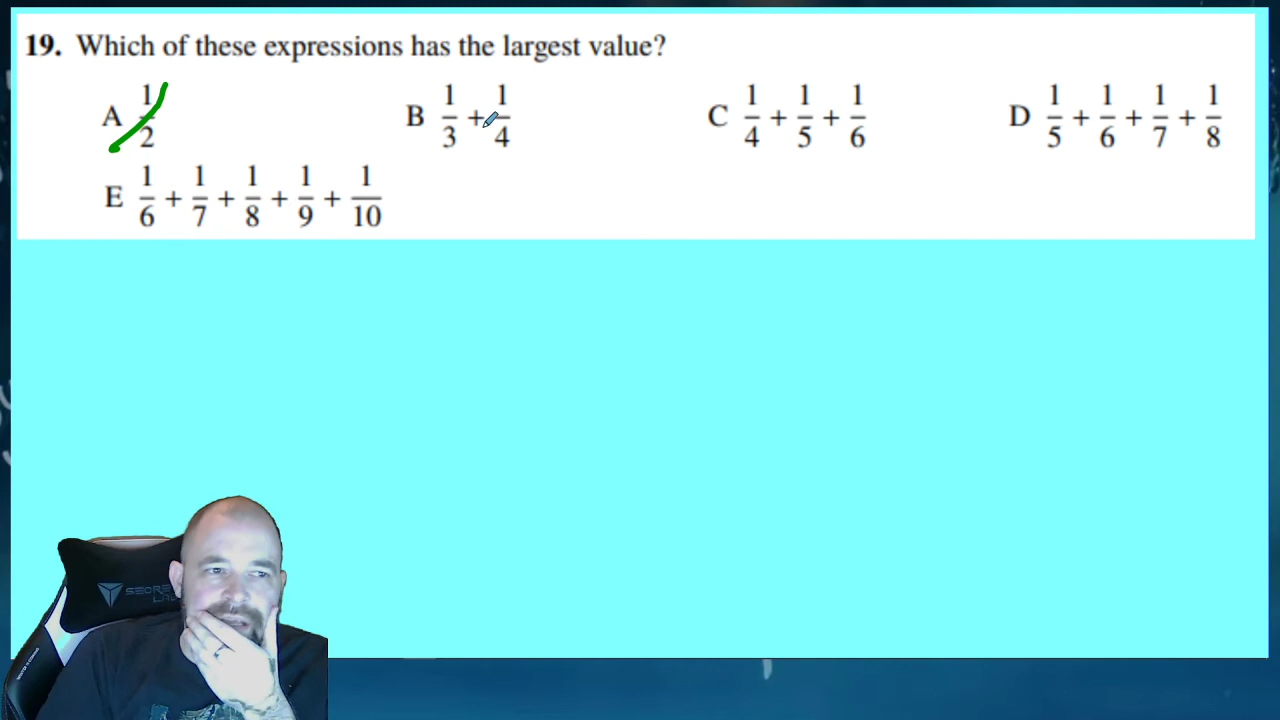 19. Which of these expressions has the largest value?
A 1/2 B 1/3 + 1/4 C 1/4 + 1/5 + 1/6 D 1/5 + 1/6 + 1/7 + 1/8
E 1/6 + 1/7 + 1/8 + 1/9 + 1/10